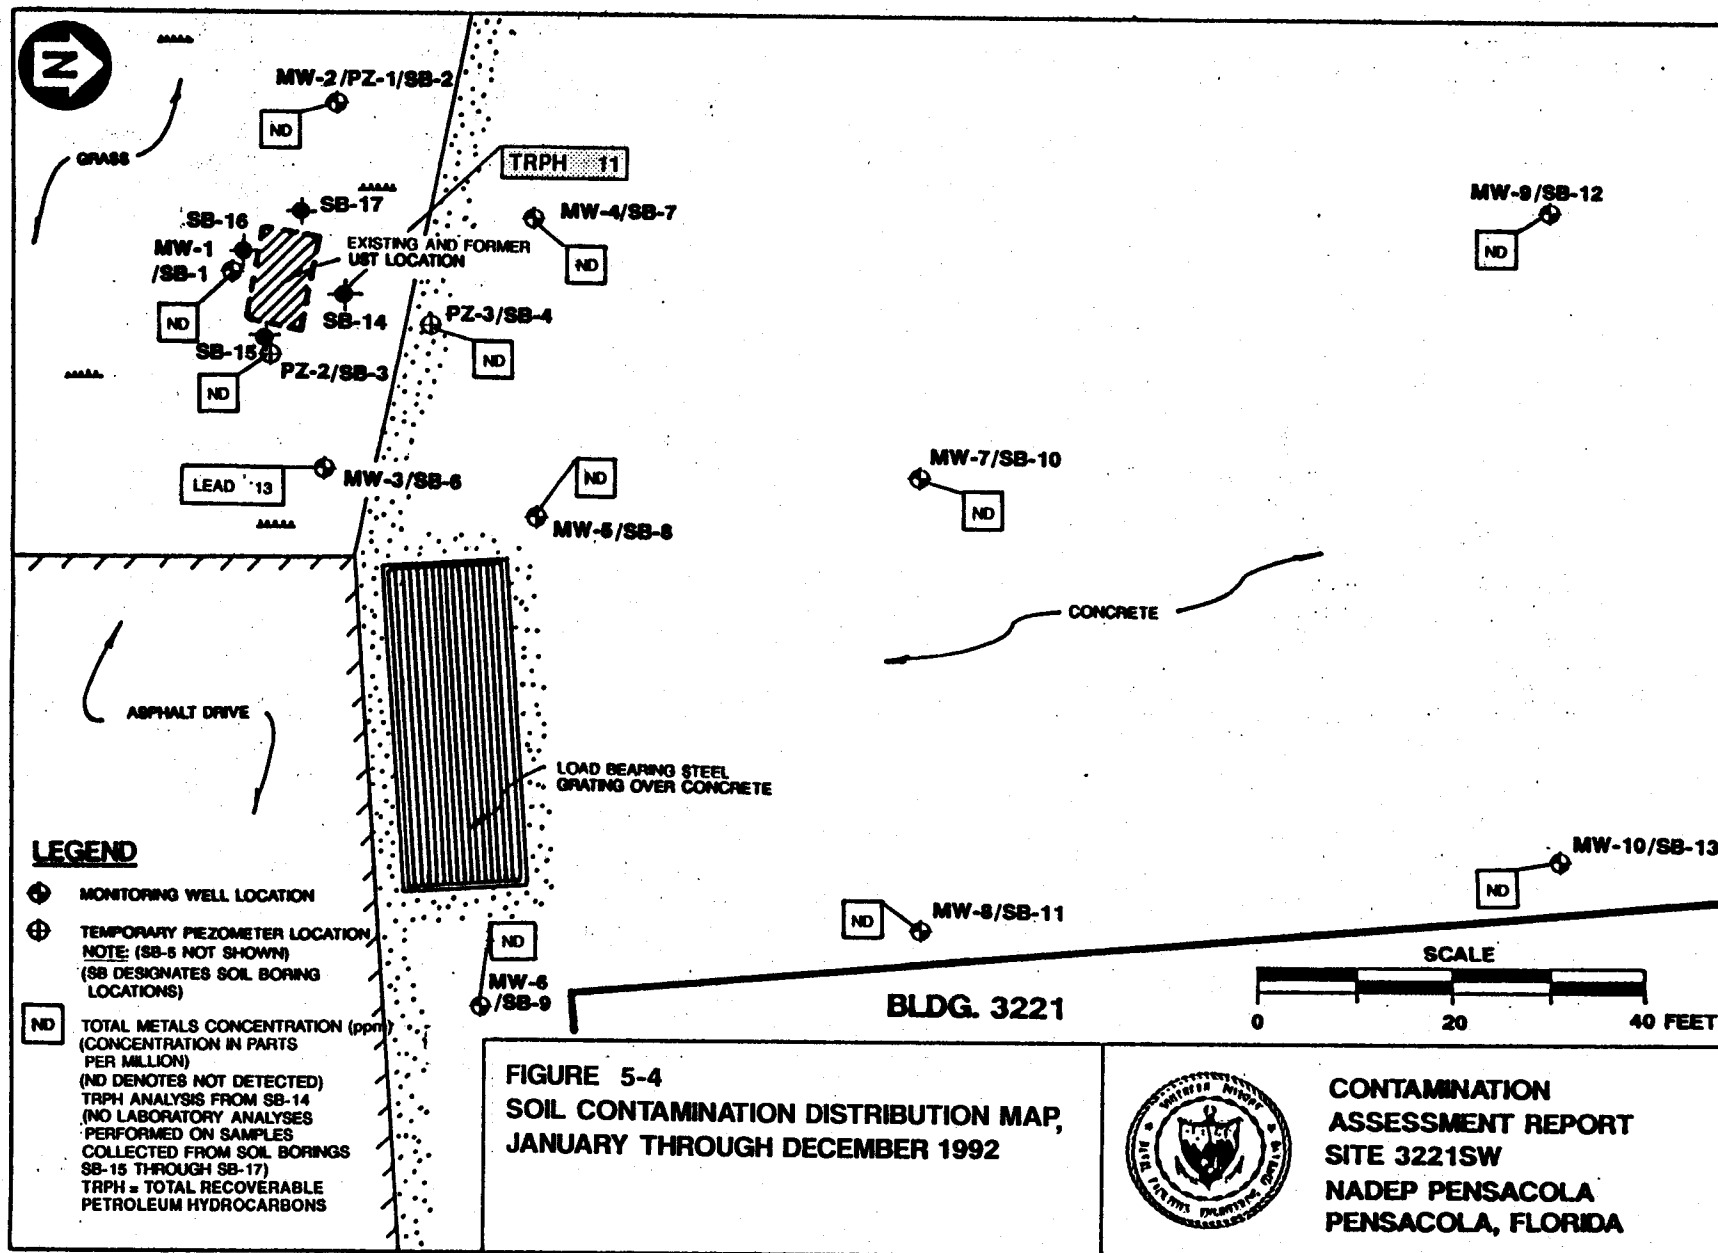 N
MW-2/PZ-1/SB-2
ND
GRASS
TRPH 11
SB-17
SB-16
MW-4/SB-7
MW-9/SB-12
MW-1
/SB-1
EXISTING AND FORMER
UST LOCATION
ND
ND
ND
SB-14
PZ-3/SB-4
SB-15
PZ-2/SB-3
ND
ND
LEAD 13
MW-3/SB-6
ND
MW-5/SB-8
MW-7/SB-10
ND
CONCRETE
ASPHALT DRIVE
LOAD BEARING STEEL
GRATING OVER CONCRETE
MW-10/SB-13
ND
ND
MW-8/SB-11
ND
MW-6
/SB-9
BLDG. 3221
SCALE
0 20 40 FEET
LEGEND
MONITORING WELL LOCATION
TEMPORARY PIEZOMETER LOCATION
NOTE: (SB-5 NOT SHOWN)
(SB DESIGNATES SOIL BORING
LOCATIONS)
ND TOTAL METALS CONCENTRATION (ppm)
(CONCENTRATION IN PARTS
PER MILLION)
(ND DENOTES NOT DETECTED)
TRPH ANALYSIS FROM SB-14
(NO LABORATORY ANALYSES
PERFORMED ON SAMPLES
COLLECTED FROM SOIL BORINGS
SB-15 THROUGH SB-17)
TRPH = TOTAL RECOVERABLE
PETROLEUM HYDROCARBONS
FIGURE 5-4
SOIL CONTAMINATION DISTRIBUTION MAP,
JANUARY THROUGH DECEMBER 1992
CONTAMINATION
ASSESSMENT REPORT
SITE 3221SW
NADEP PENSACOLA
PENSACOLA, FLORIDA